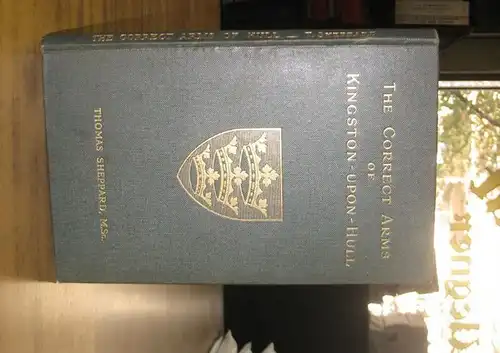 THE CORRECT ARMS OF HULL — T. SHEPPARD
THE CORRECT ARMS
OF
KINGSTON-UPON-HULL
THOMAS SHEPPARD, M.Sc.